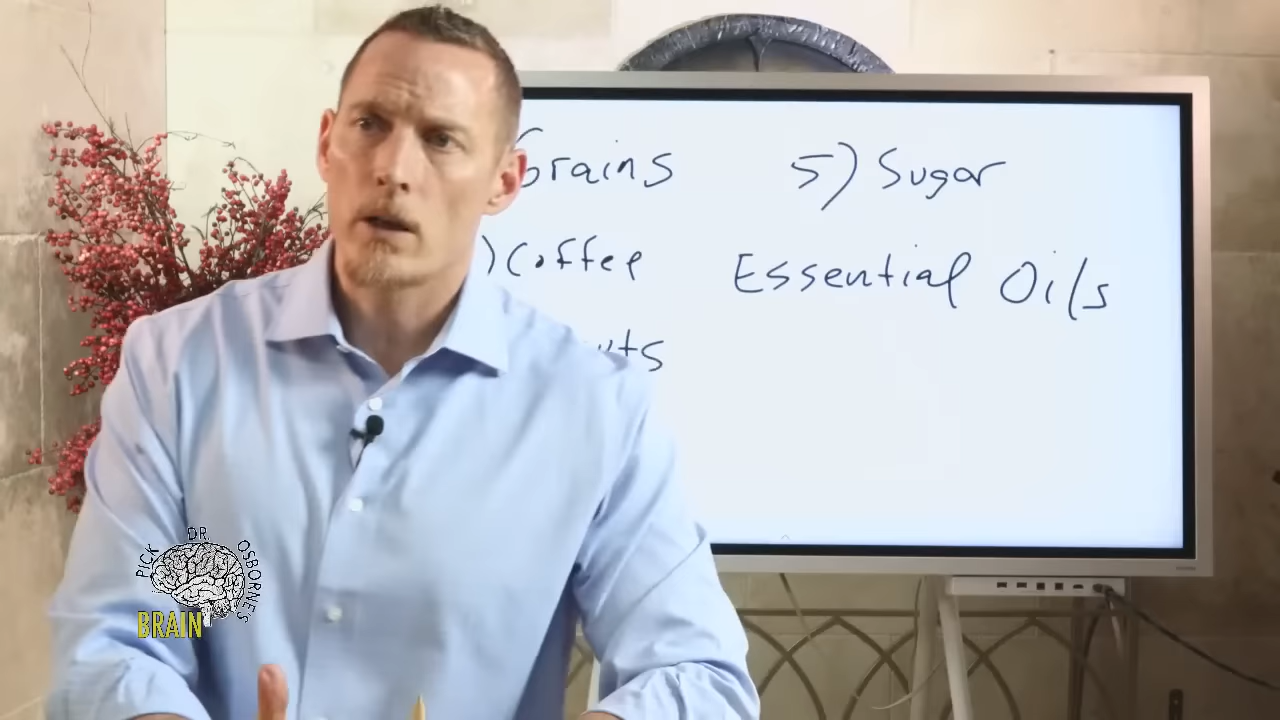 Grains
5) Sugar
) Coffee
Essential Oils
PICK DR OSBORNE'S
BRAIN